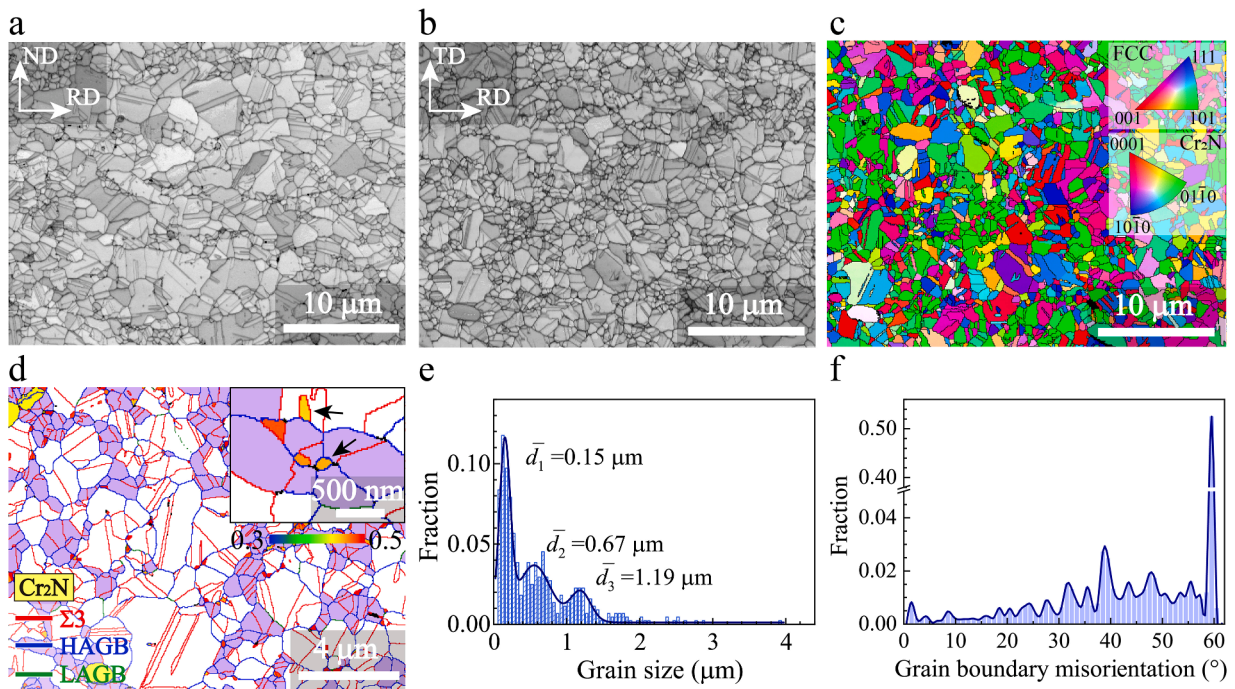 a
ND
RD
10 μm
b
TD
RD
10 μm
c
FCC
111
001
101
0001
Cr₂N
011̄0
101̄0
10 μm
d
500 nm
0.3
0.5
Cr₂N
Σ3
HAGB
LAGB
4 μm
e
d̄₁ =0.15 μm
d̄₂ =0.67 μm
d̄₃ =1.19 μm
0.10
0.05
0.00
0
1
2
3
4
Fraction
Grain size (μm)
f
0.50
0.40
0.04
0.02
0.00
0
10
20
30
40
50
60
Fraction
Grain boundary misorientation (°)